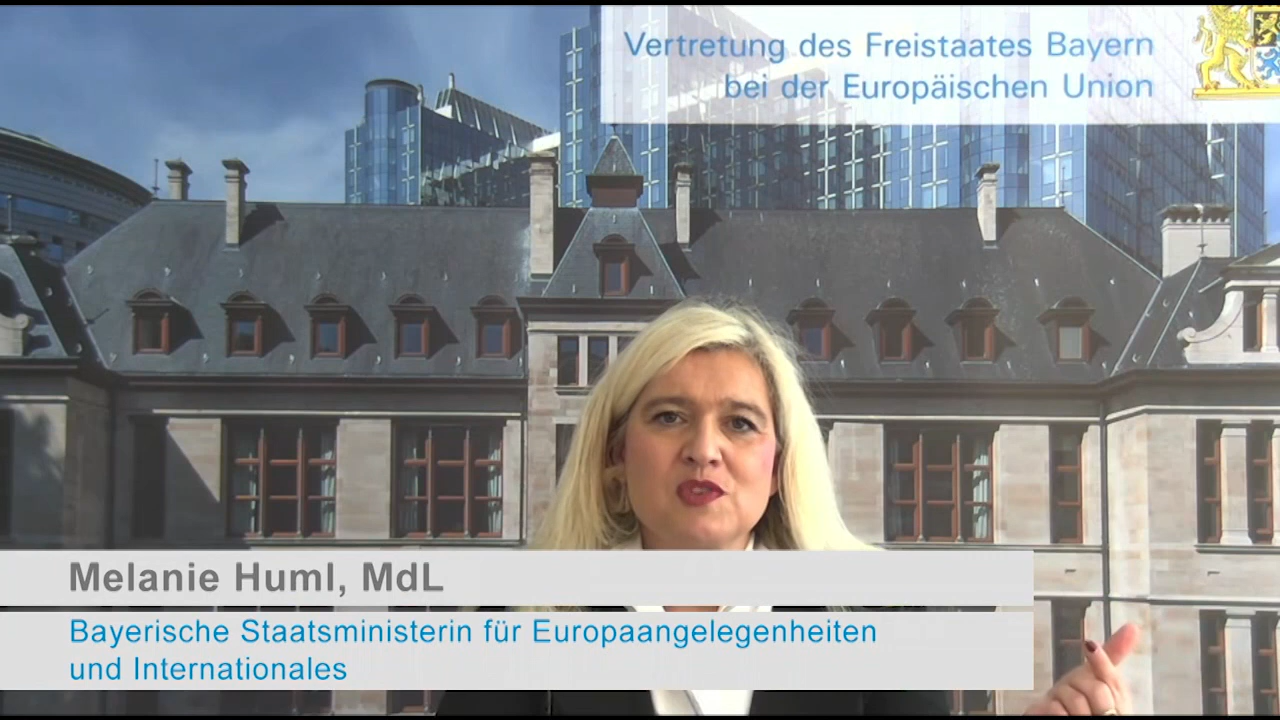 Vertretung des Freistaates Bayern
bei der Europäischen Union
Melanie Huml, MdL
Bayerische Staatsministerin für Europaangelegenheiten
und Internationales